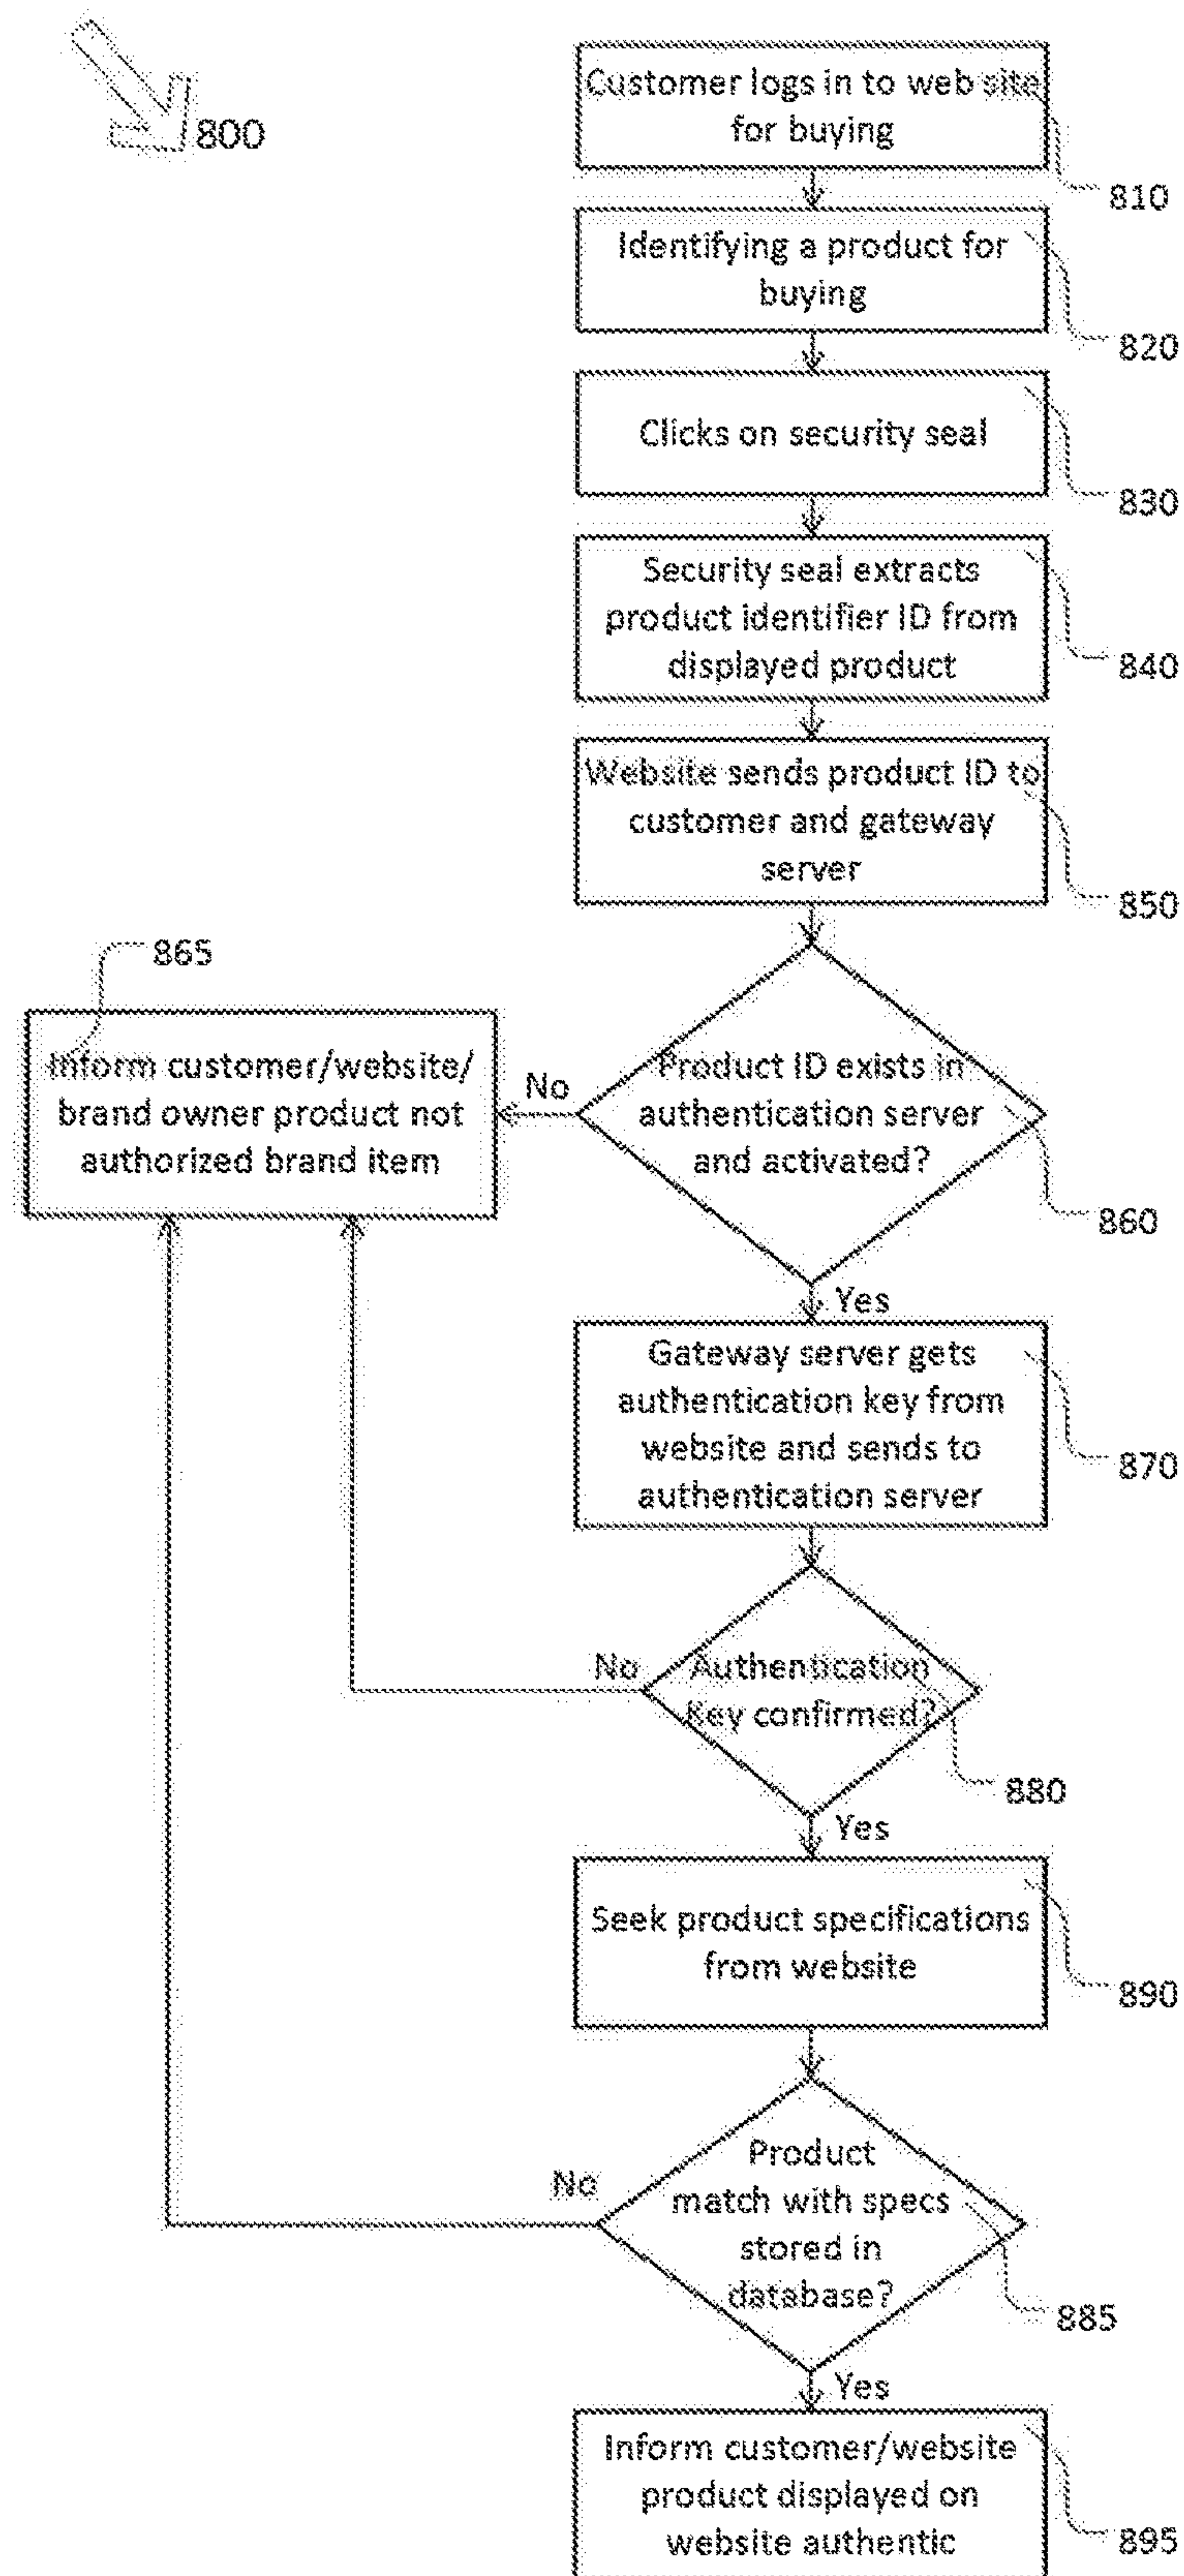 800
Customer logs in to web site
for buying
810
Identifying a product for
buying
820
Clicks on security seal
830
Security seal extracts
product identifier ID from
displayed product
840
Website sends product ID to
customer and gateway
server
850
865
Inform customer/website/
brand owner product not
authorized brand item
No
Product ID exists in
authentication server
and activated?
860
Yes
Gateway server gets
authentication key from
website and sends to
authentication server
870
No
Authentication
Key confirmed?
880
Yes
Seek product specifications
from website
890
No
Product
match with specs
stored in
database?
885
Yes
Inform customer/website
product displayed on
website authentic
895